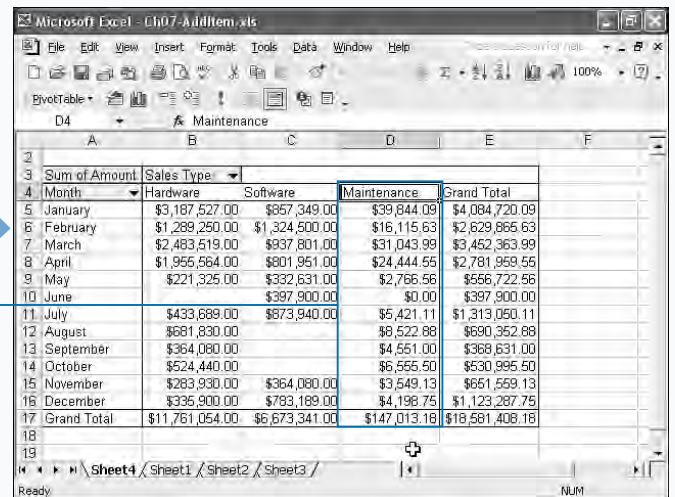 Microsoft Excel - Ch07-AddItem.xls
File Edit View Insert Format Tools Data Window Help
100%
PivotTable
D4 fx Maintenance
A B C D E F
2
3 Sum of Amount Sales Type
4 Month Hardware Software Maintenance Grand Total
5 January $3,187,527.00 $857,349.00 $39,844.09 $4,084,720.09
6 February $1,289,250.00 $1,324,500.00 $16,115.63 $2,629,865.63
7 March $2,483,519.00 $937,801.00 $31,043.99 $3,452,363.99
8 April $1,955,564.00 $801,951.00 $24,444.55 $2,781,959.55
9 May $221,325.00 $332,631.00 $2,766.56 $556,722.56
10 June $397,900.00 $0.00 $397,900.00
11 July $433,689.00 $873,940.00 $5,421.11 $1,313,050.11
12 August $681,830.00 $8,522.88 $690,352.88
13 September $364,080.00 $4,551.00 $368,631.00
14 October $524,440.00 $6,555.50 $530,995.50
15 November $283,930.00 $364,080.00 $3,549.13 $651,559.13
16 December $335,900.00 $783,189.00 $4,198.75 $1,123,287.75
17 Grand Total $11,761,054.00 $6,673,341.00 $147,013.18 $18,581,408.18
18
19
Sheet4 / Sheet1 / Sheet2 / Sheet3 /
Ready NUM